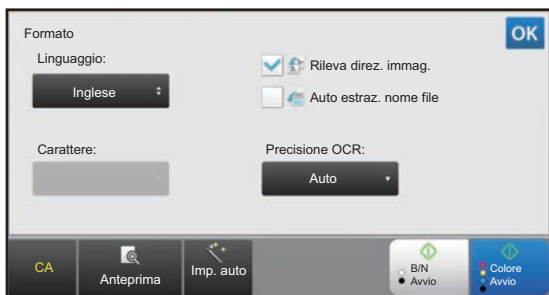 Formato
OK
Linguaggio:
Inglese
Rileva direz. immag.
Auto estraz. nome file
Carattere:
Precisione OCR:
Auto
CA
Anteprima
Imp. auto
B/N
Avvio
Colore
Avvio